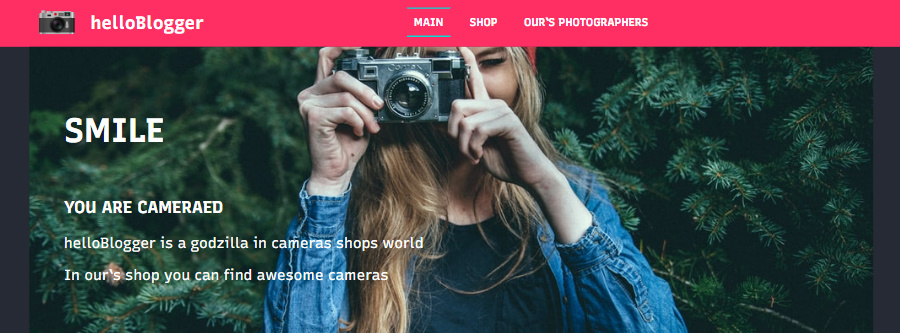 helloBlogger
MAIN SHOP OUR'S PHOTOGRAPHERS
SMILE
YOU ARE CAMERAED
helloBlogger is a godzilla in cameras shops world
In our's shop you can find awesome cameras